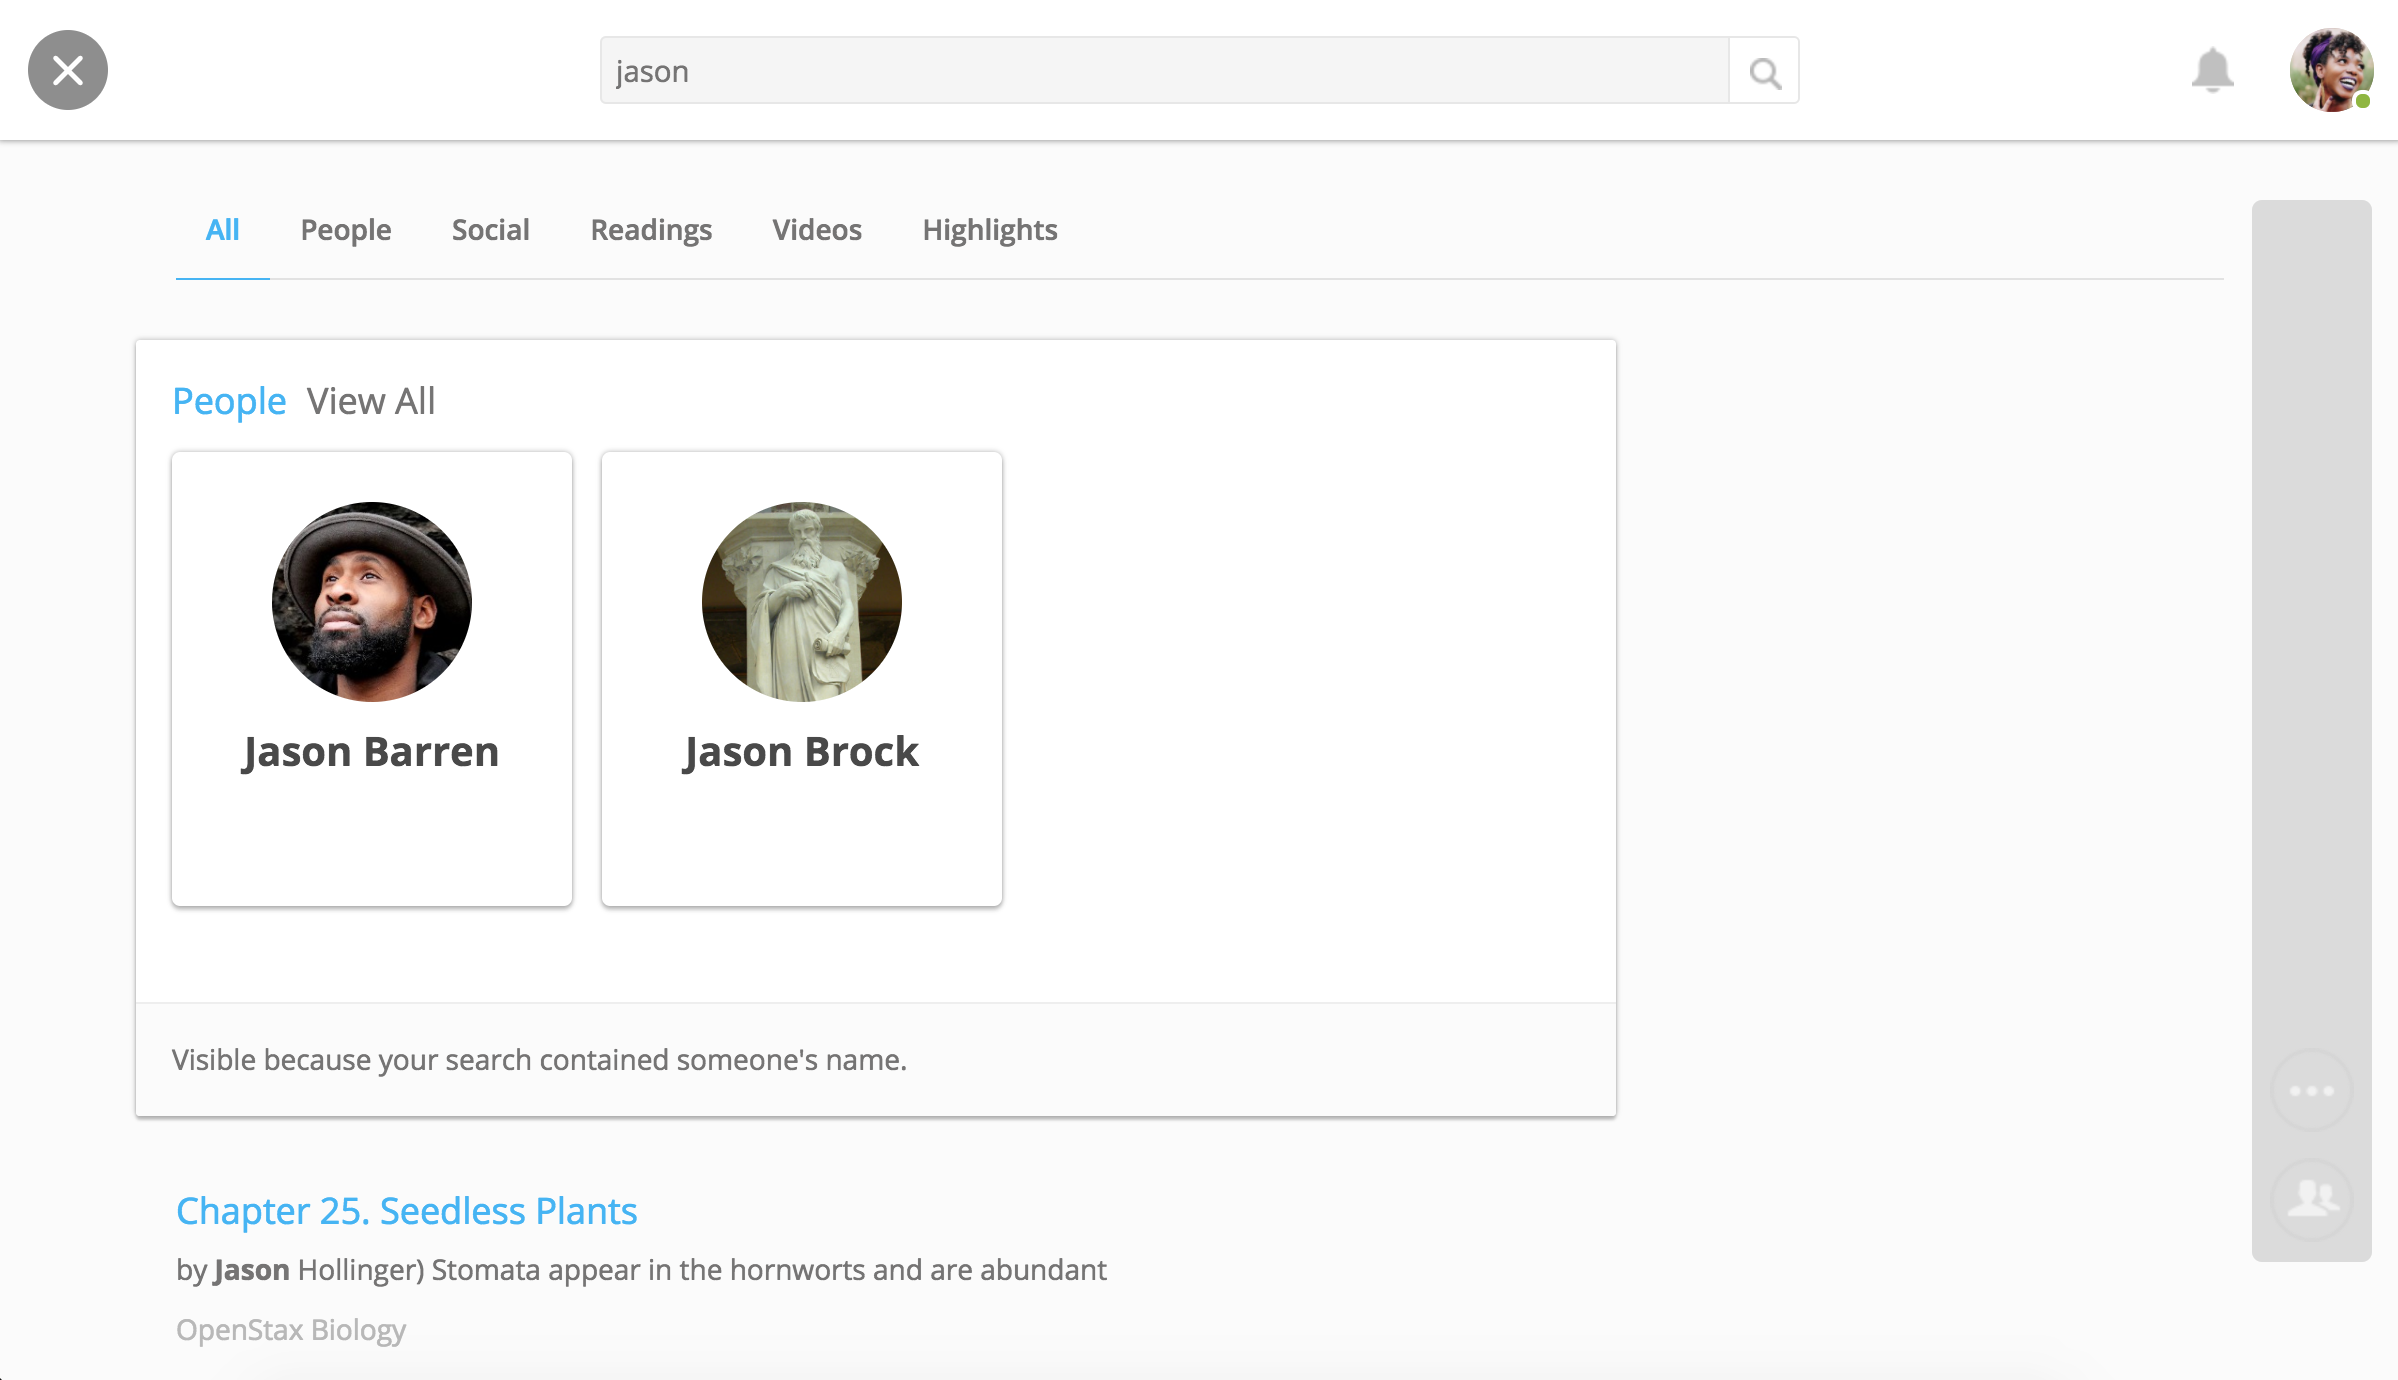 jason
All People Social Readings Videos Highlights
People View All
Jason Barren
Jason Brock
Visible because your search contained someone's name.
Chapter 25. Seedless Plants
by Jason Hollinger) Stomata appear in the hornworts and are abundant
OpenStax Biology